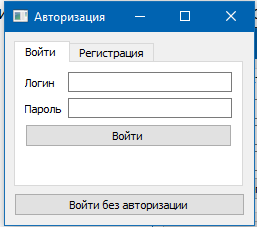 Авторизация
Войти Регистрация
Логин
Пароль
Войти
Войти без авторизации